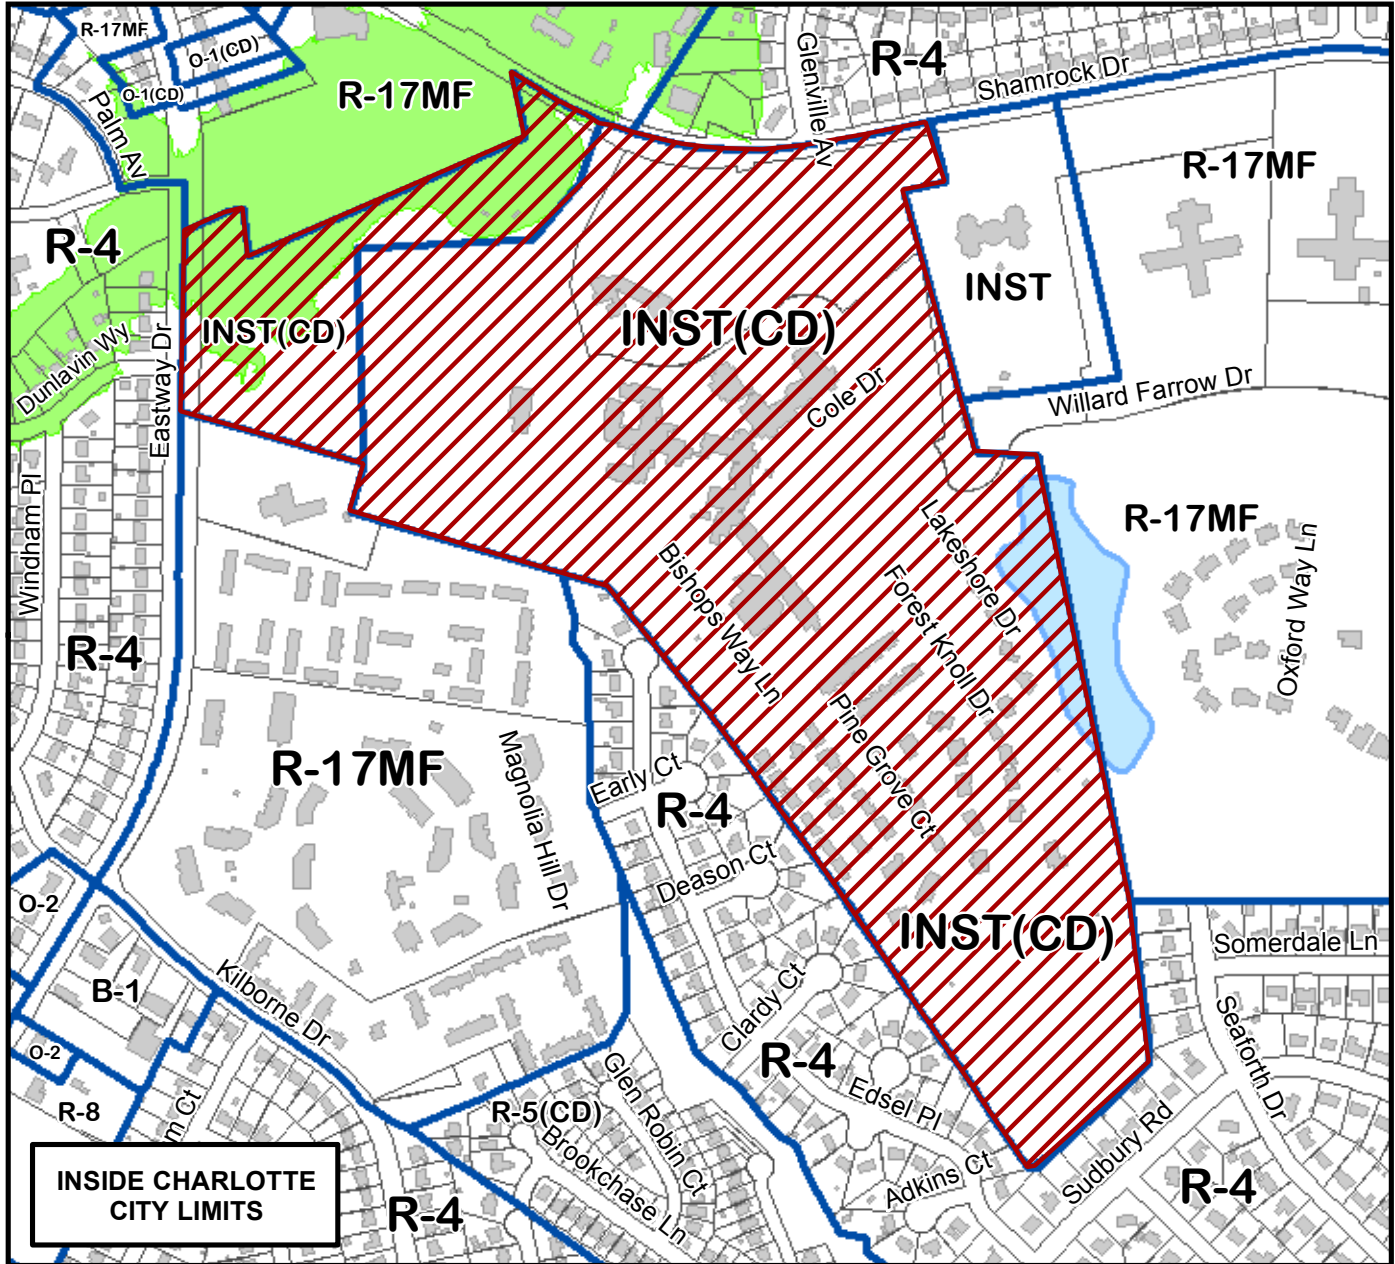 R-17MF
O-1(CD)
O-1(CD)
Palm Av
R-17MF
Glenville Av
R-4
Shamrock Dr
R-17MF
R-4
INST
INST(CD)
INST(CD)
Dunlavin Wy
Eastway Dr
Cole Dr
Willard Farrow Dr
Windham Pl
R-17MF
Lakeshore Dr
Oxford Way Ln
Bishops Way Ln
Forest Knoll Dr
R-4
Pine Grove Ct
R-17MF
Magnolia Hill Dr
Early Ct
R-4
Deason Ct
O-2
INST(CD)
Somerdale Ln
B-1
Kilborne Dr
Clardy Ct
Seaforth Dr
O-2
R-4
Edsel Pl
Glen Robin Ct
R-8
m Ct
R-5(CD)
Brookchase Ln
Adkins Ct
Sudbury Rd
R-4
R-4
INSIDE CHARLOTTE
CITY LIMITS